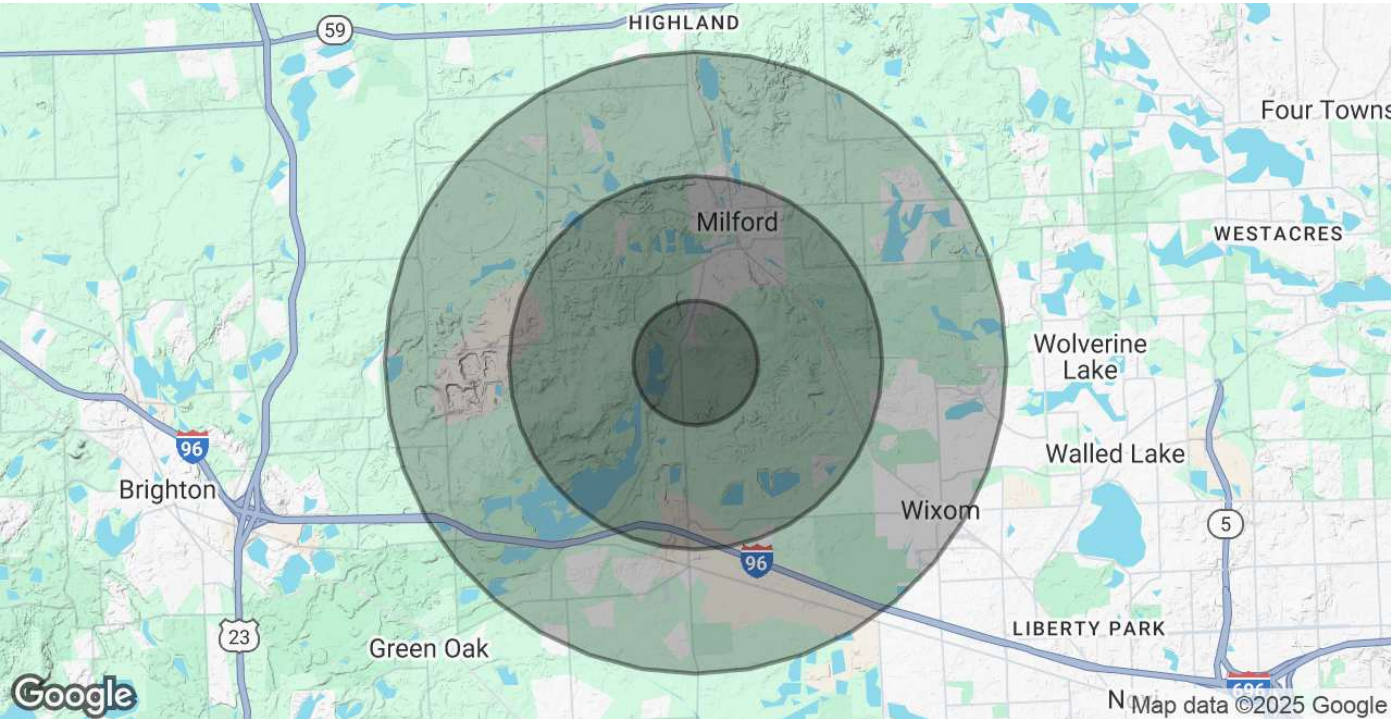 HIGHLAND
59
Four Towns
Milford
WESTACRES
Wolverine
Lake
96
Walled Lake
Brighton
Wixom
5
96
LIBERTY PARK
23
Green Oak
696
Google
Map data ©2025 Google